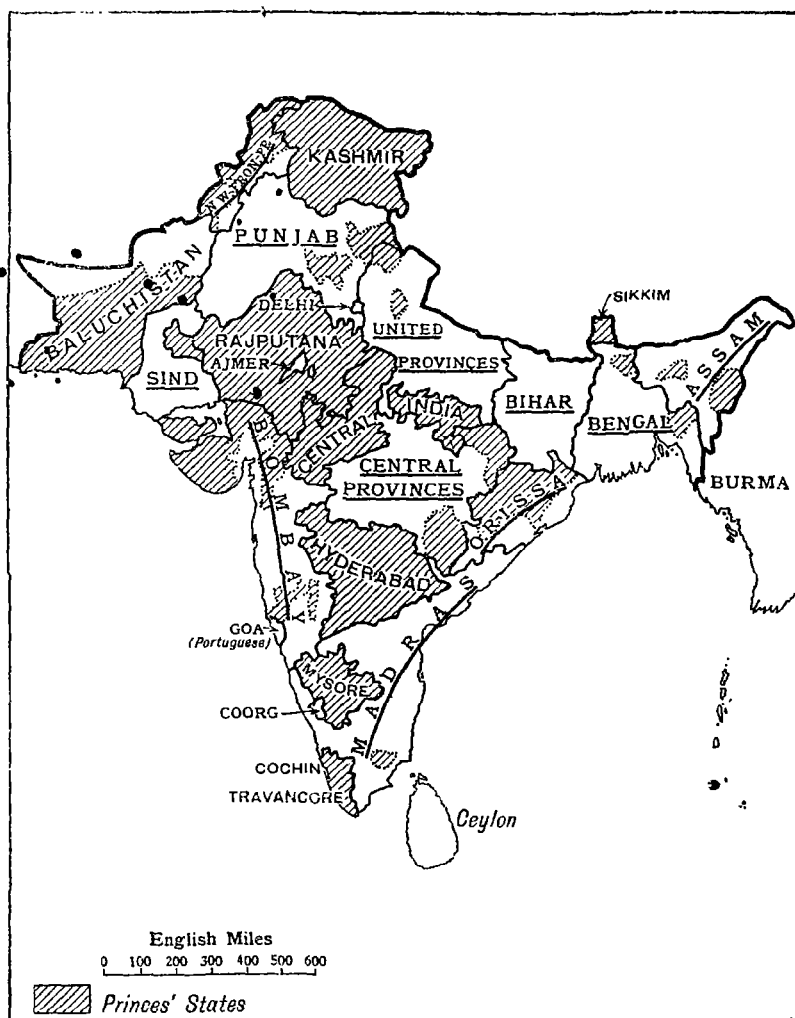 KASHMIR
N.W.FRON.PR.
PUNJAB
BALUCHISTAN
DELHI
SIKKIM
UNITED
PROVINCES
RAJPUTANA
AJMER
ASSAM
SIND
BIHAR
INDIA
CENTRAL
BENGAL
CENTRAL
PROVINCES
BURMA
ORISSA
BOMBAY
HYDERABAD
GOA
(Portuguese)
MADRAS
MYSORE
COORG
COCHIN
TRAVANCORE
Ceylon
English Miles
0 100 200 300 400 500 600
Princes' States